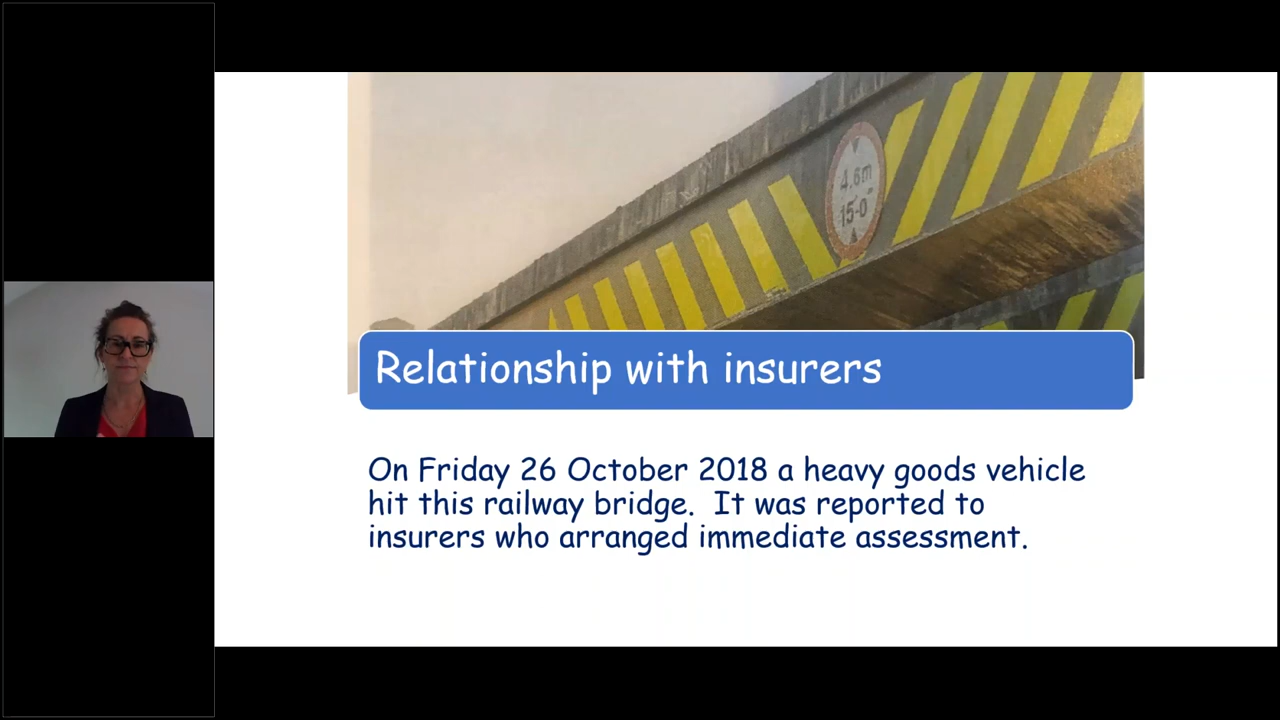 4.6m
15-0
Relationship with insurers
On Friday 26 October 2018 a heavy goods vehicle
hit this railway bridge.  It was reported to
insurers who arranged immediate assessment.